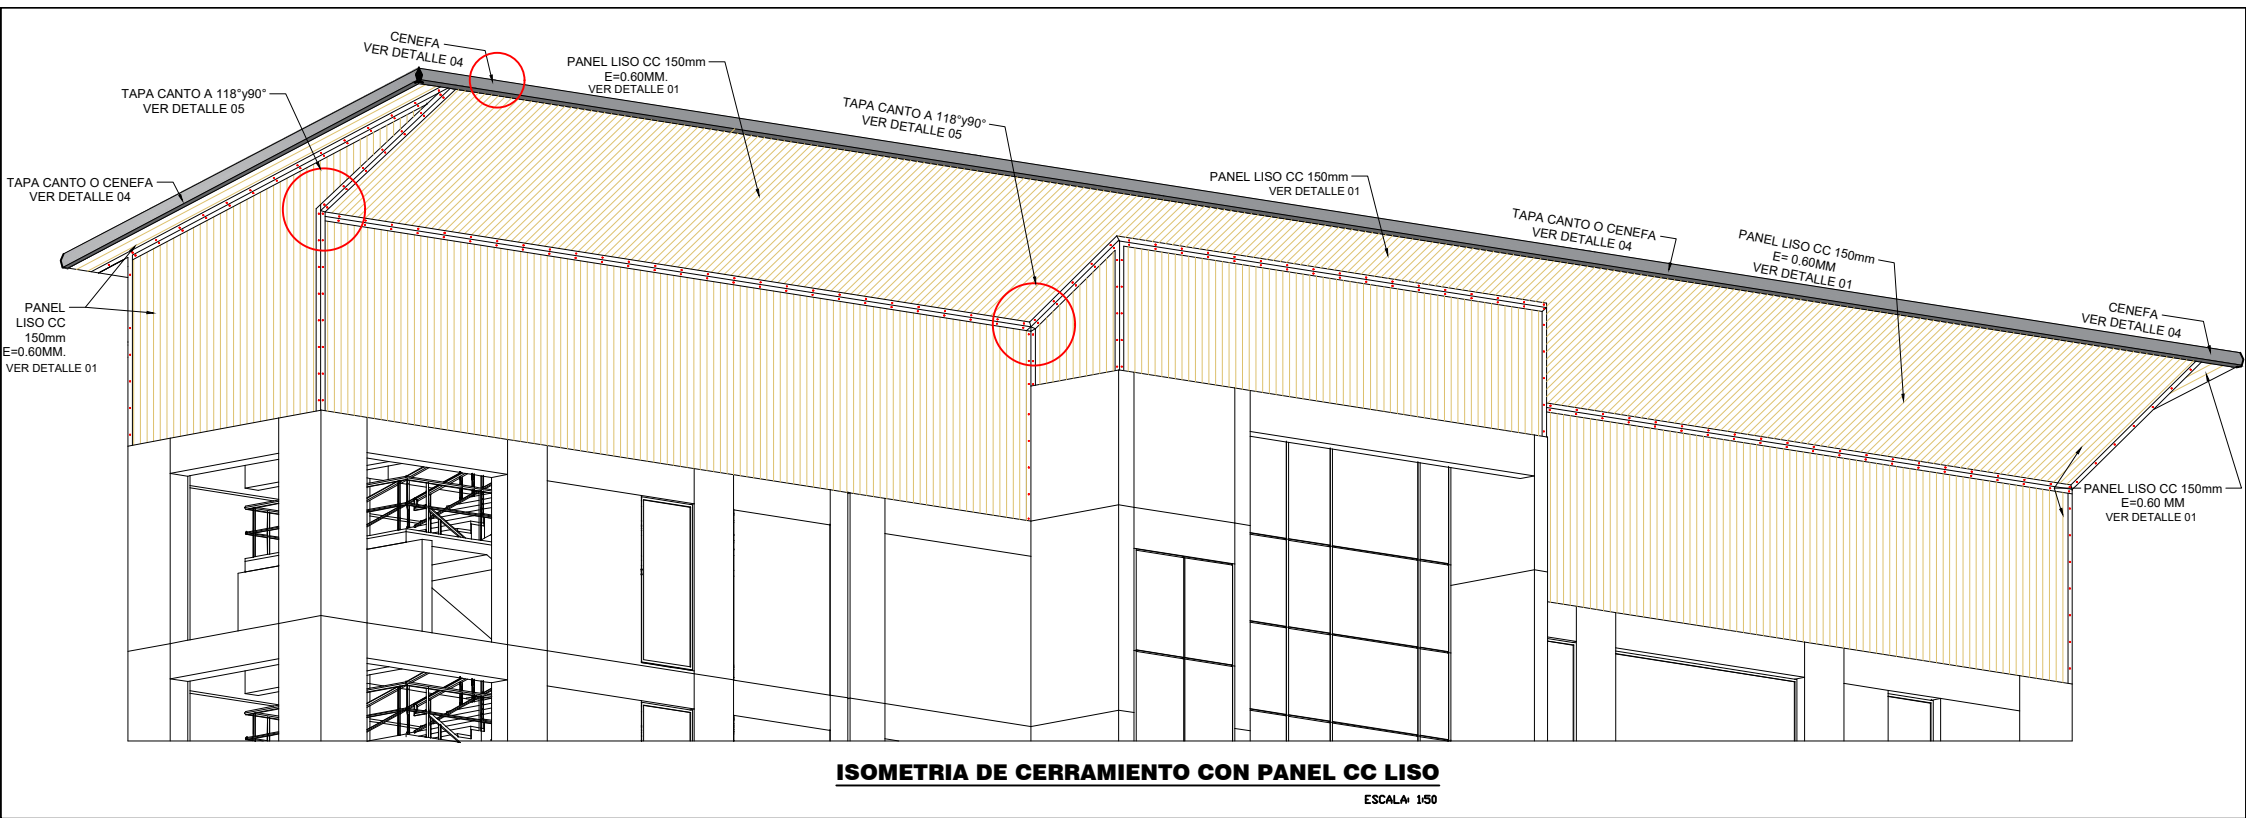 CENEFA
VER DETALLE 04
PANEL LISO CC 150mm
E=0.60MM.
VER DETALLE 01
TAPA CANTO A 118°y90°
VER DETALLE 05
TAPA CANTO A 118°y90°
VER DETALLE 05
TAPA CANTO O CENEFA
VER DETALLE 04
PANEL LISO CC 150mm
VER DETALLE 01
TAPA CANTO O CENEFA
VER DETALLE 04
PANEL LISO CC 150mm
E= 0.60MM
VER DETALLE 01
CENEFA
VER DETALLE 04
PANEL
LISO CC
150mm
E=0.60MM.
VER DETALLE 01
PANEL LISO CC 150mm
E=0.60 MM
VER DETALLE 01
ISOMETRIA DE CERRAMIENTO CON PANEL CC LISO
ESCALA: 1:50